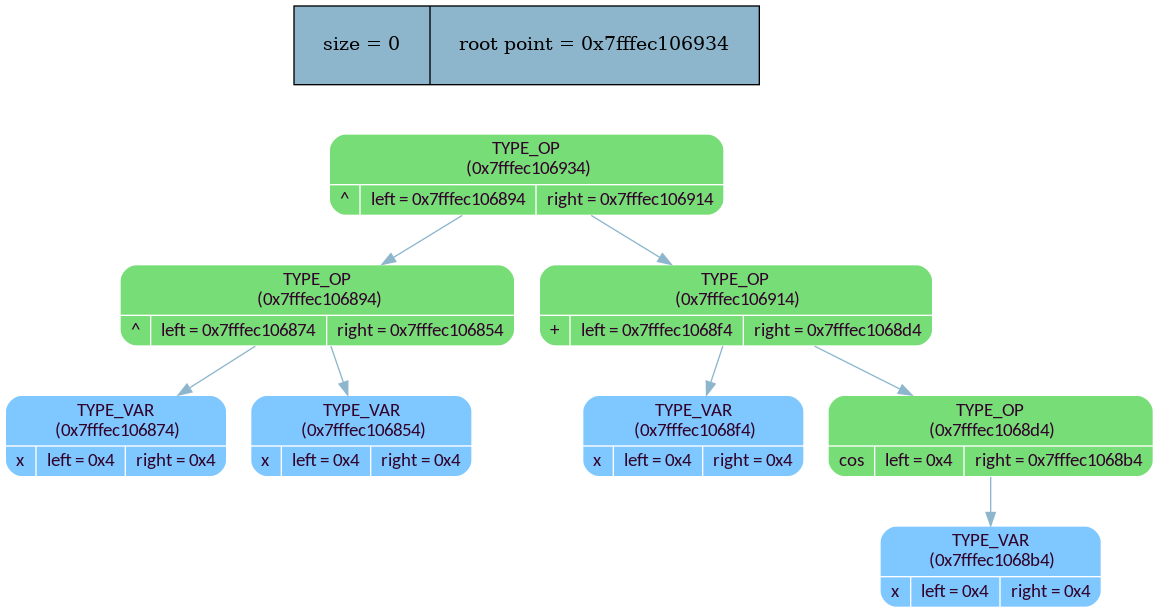 size = 0 root point = 0x7fffec106934
TYPE_OP
(0x7fffec106934)
^ left = 0x7fffec106894 right = 0x7fffec106914
TYPE_OP
(0x7fffec106894)
^ left = 0x7fffec106874 right = 0x7fffec106854
TYPE_OP
(0x7fffec106914)
+ left = 0x7fffec1068f4 right = 0x7fffec1068d4
TYPE_VAR
(0x7fffec106874)
x left = 0x4 right = 0x4
TYPE_VAR
(0x7fffec106854)
x left = 0x4 right = 0x4
TYPE_VAR
(0x7fffec1068f4)
x left = 0x4 right = 0x4
TYPE_OP
(0x7fffec1068d4)
cos left = 0x4 right = 0x7fffec1068b4
TYPE_VAR
(0x7fffec1068b4)
x left = 0x4 right = 0x4